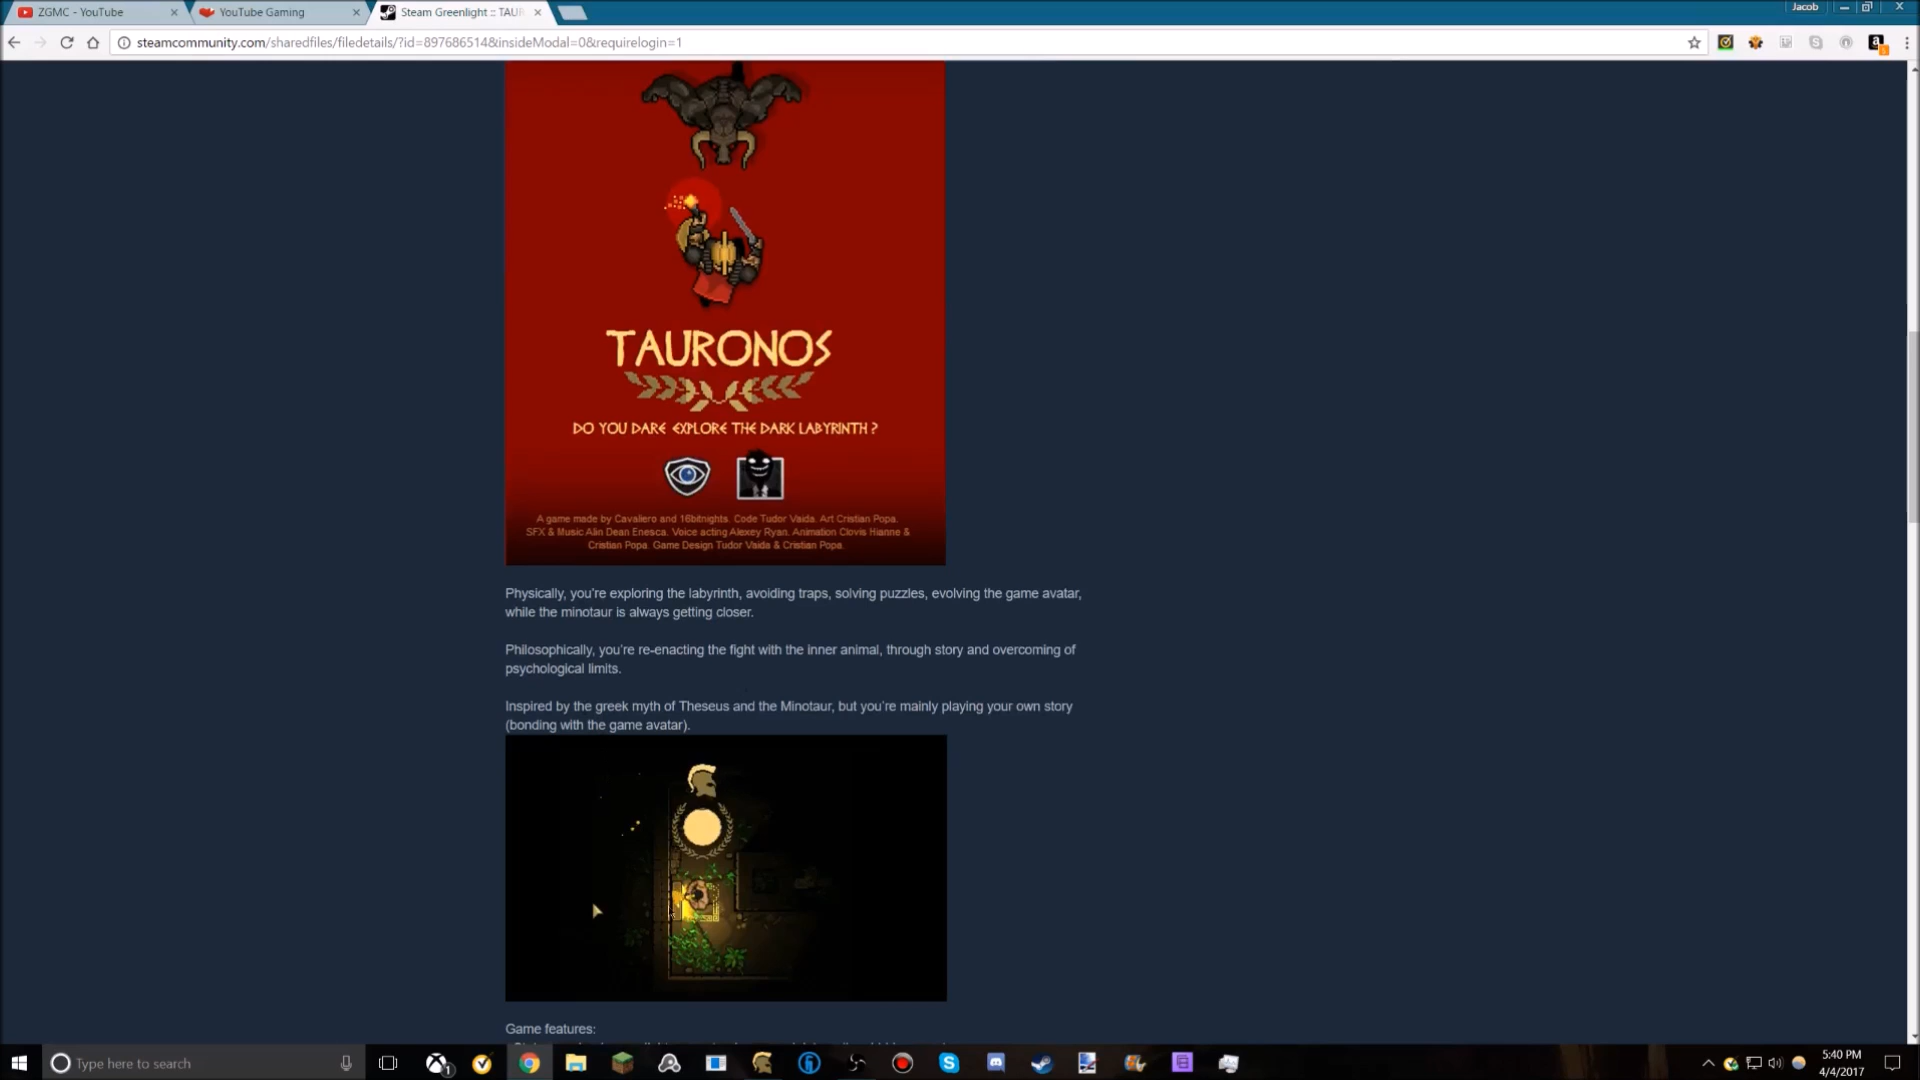 ZGMC - YouTube
YouTube Gaming
Steam Greenlight :: TAUR
Jacob
steamcommunity.com/sharedfiles/filedetails/?id=897686514&insideModal=0&requirelogin=1
TAURONOS
DO YOU DARE EXPLORE THE DARK LABYRINTH ?
A game made by Cavaliero and 16bitnights. Code Tudor Vaida. Art Cristian Popa.
SFX & Music Alin Dean Enesca. Voice acting Alexey Ryan. Animation Clovis Hianne &
Cristian Popa. Game Design Tudor Vaida & Cristian Popa.
Physically, you're exploring the labyrinth, avoiding traps, solving puzzles, evolving the game avatar,
while the minotaur is always getting closer.
Philosophically, you're re-enacting the fight with the inner animal, through story and overcoming of
psychological limits.
Inspired by the greek myth of Theseus and the Minotaur, but you're mainly playing your own story
(bonding with the game avatar).
Game features:
Type here to search
5:40 PM
4/4/2017